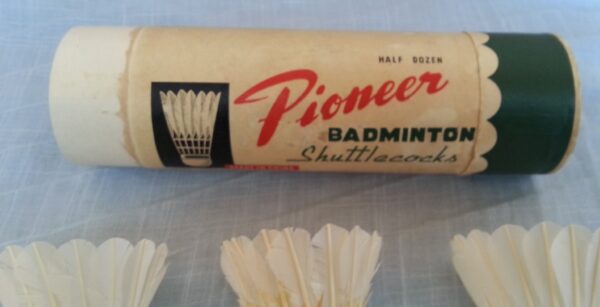 HALF DOZEN
Pioneer
BADMINTON
Shuttlecocks